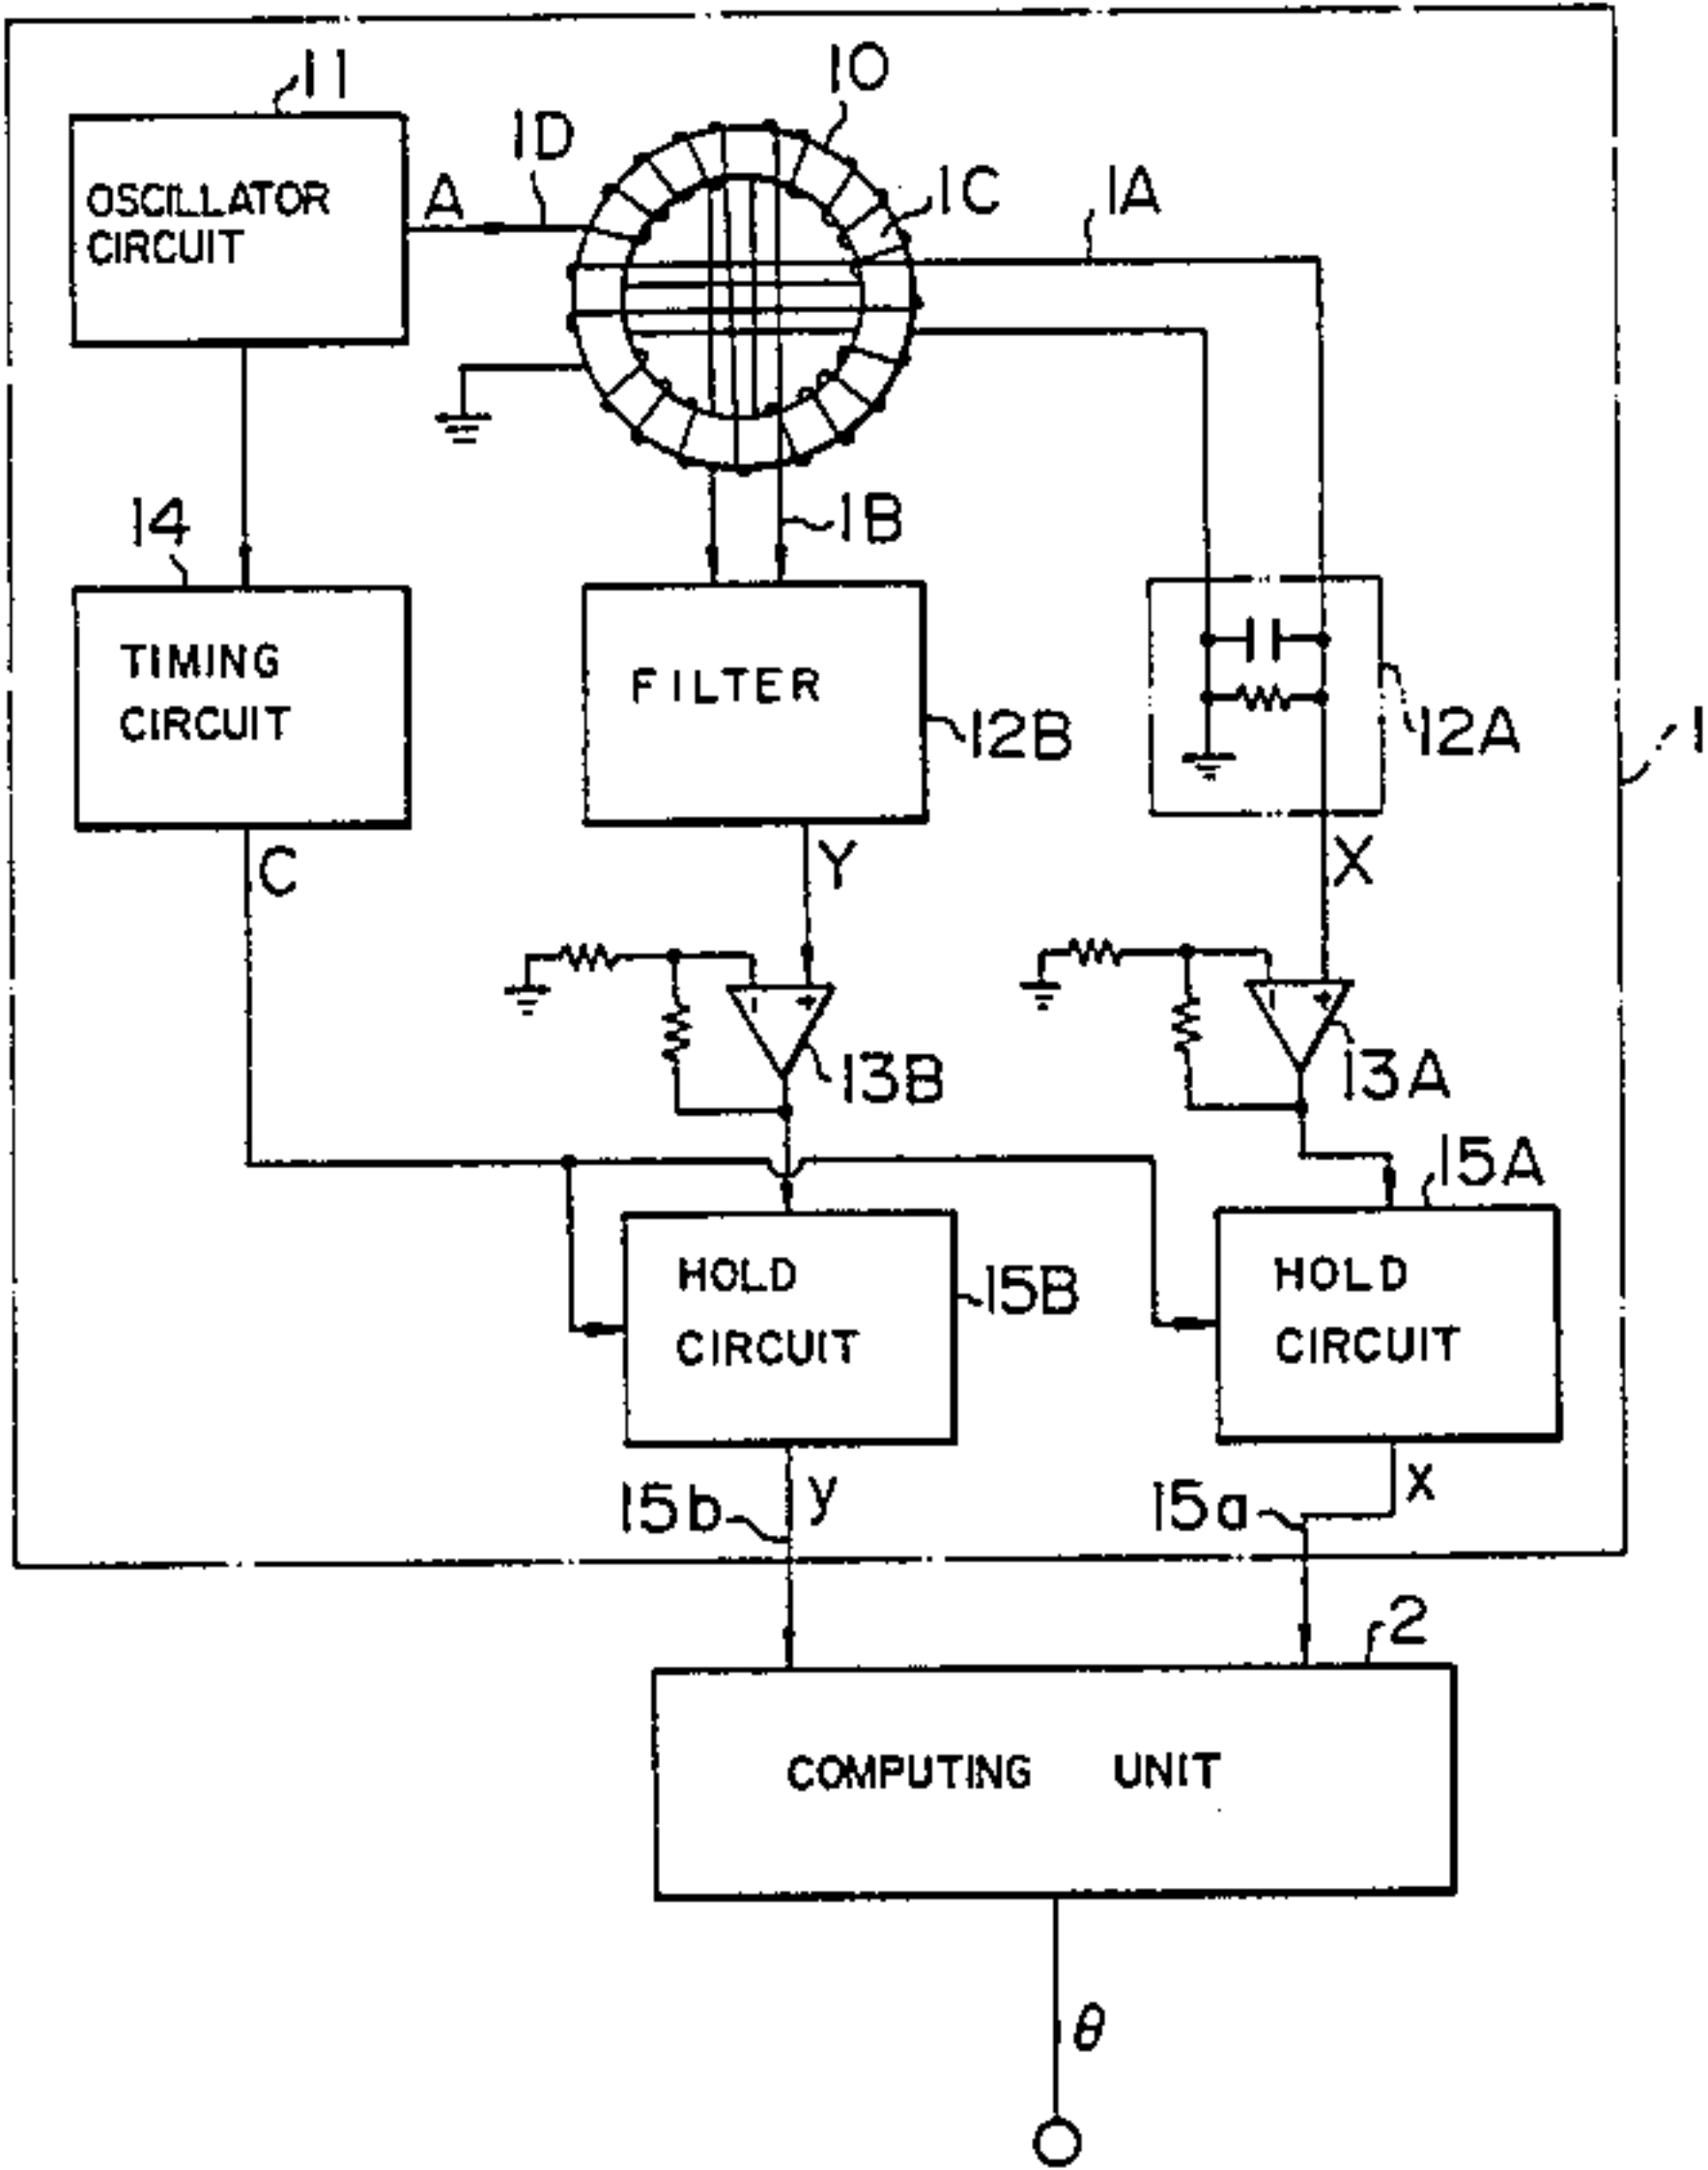 11
10
1D
1C
1A
A
OSCILLATOR
CIRCUIT
14
1B
TIMING
CIRCUIT
FILTER
12B
12A
1
C
Y
X
- +
- +
13B
13A
15A
HOLD
CIRCUIT
15B
HOLD
CIRCUIT
15b
y
15a
x
2
COMPUTING UNIT
θ